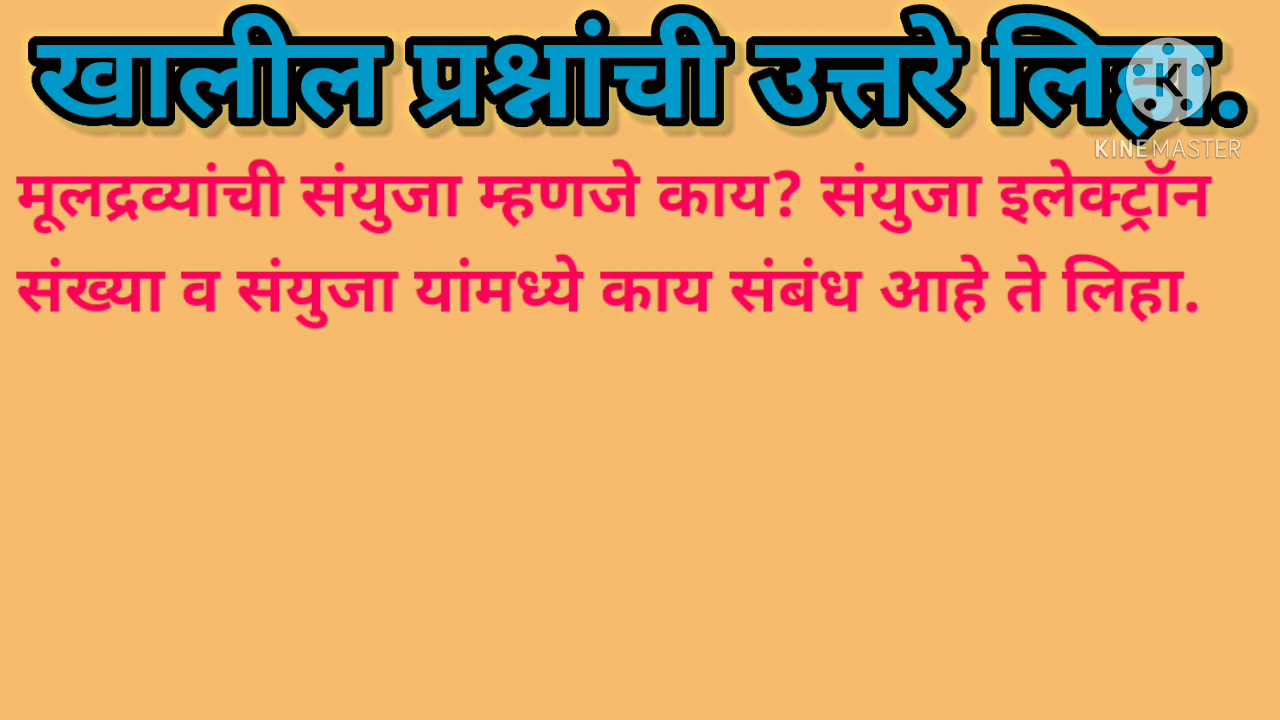 खालील प्रश्नांची उत्तरे लिहा.
KINEMASTER
मूलद्रव्यांची संयुजा म्हणजे काय? संयुजा इलेक्ट्रॉन
संख्या व संयुजा यांमध्ये काय संबंध आहे ते लिहा.